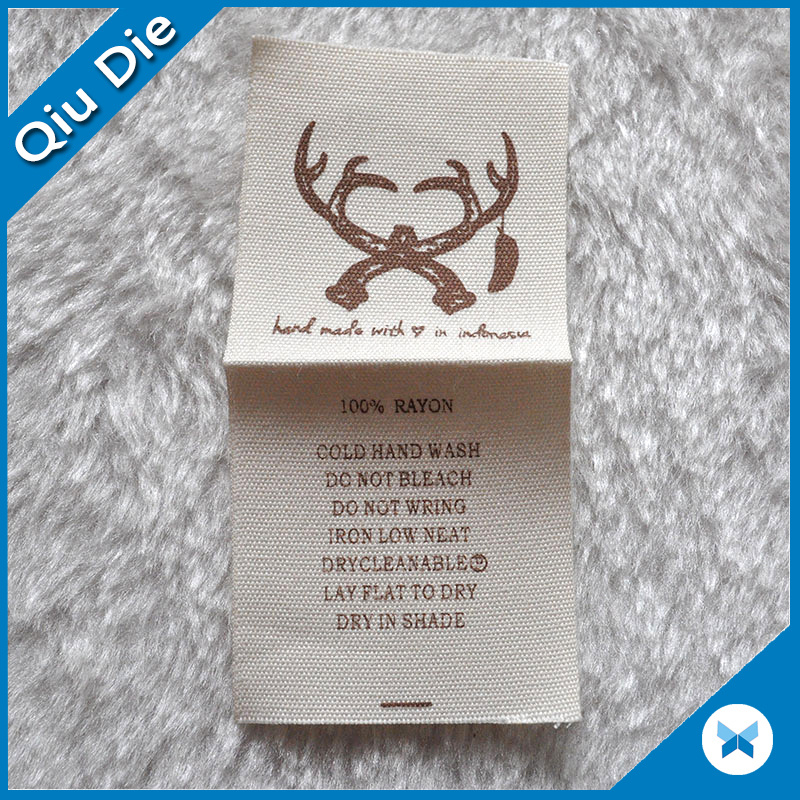 Qiu Die
hand made with ♡ in indonesia
100% RAYON
COLD HAND WASH
DO NOT BLEACH
DO NOT WRING
IRON LOW NEAT
DRYCLEANABLE Ⓟ
LAY FLAT TO DRY
DRY IN SHADE